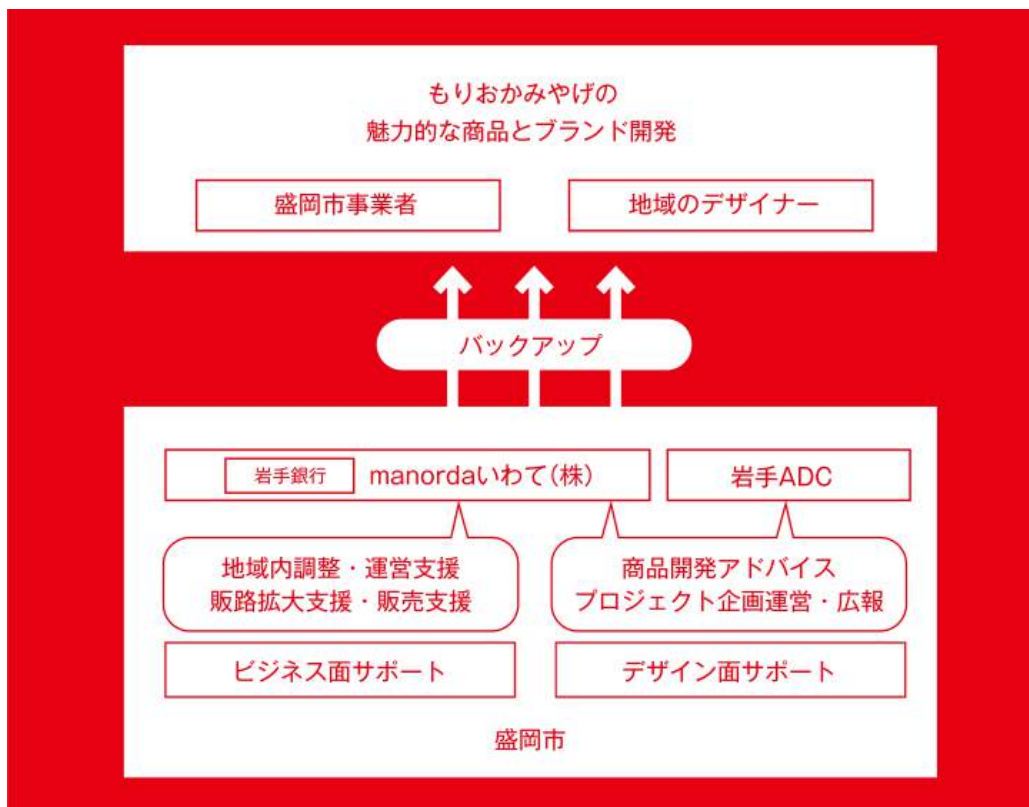 もりおかみやげの
魅力的な商品とブランド開発
盛岡市事業者
地域のデザイナー
バックアップ
岩手銀行 manordaいわて(株)
岩手ADC
地域内調整・運営支援
販路拡大支援・販売支援
商品開発アドバイス
プロジェクト企画運営・広報
ビジネス面サポート
デザイン面サポート
盛岡市